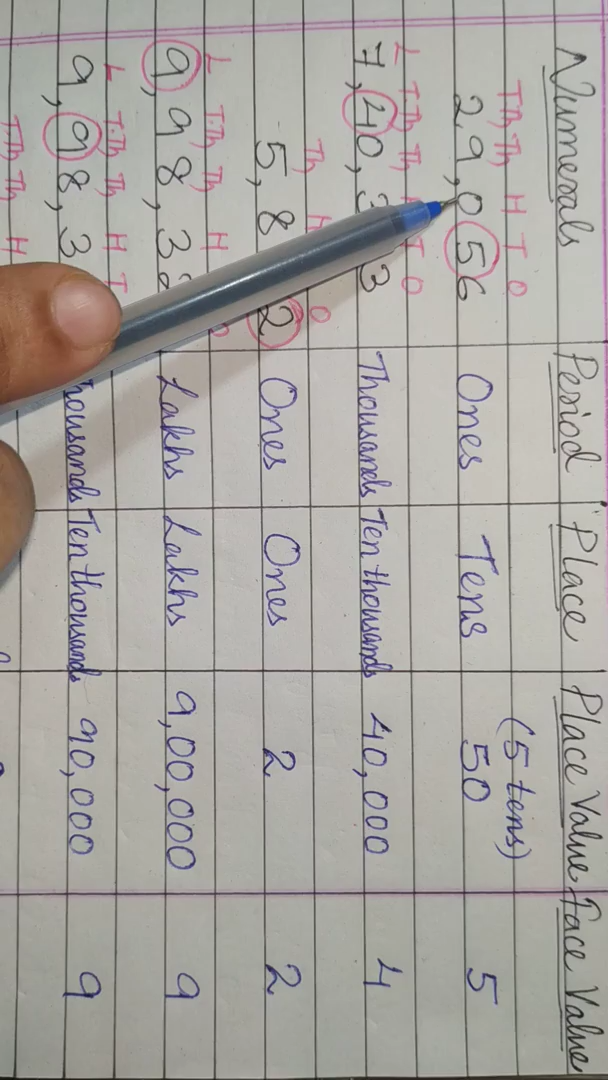 Numerals Period Place Place Value Face Value
T.Th Th H T O (5 tens)
29,056 Ones Tens 50 5
L T.Th Th T O
7,40,3 3 Thousands Ten thousands 40,000 4
Th H O
5,8 2 Ones Ones 2 2
L T.Th Th H O
9,98,3 Lakhs Lakhs 9,00,000 9
L T.Th Th H T
9,98,3 housands Ten thousands 90,000 9
T.Th Th H